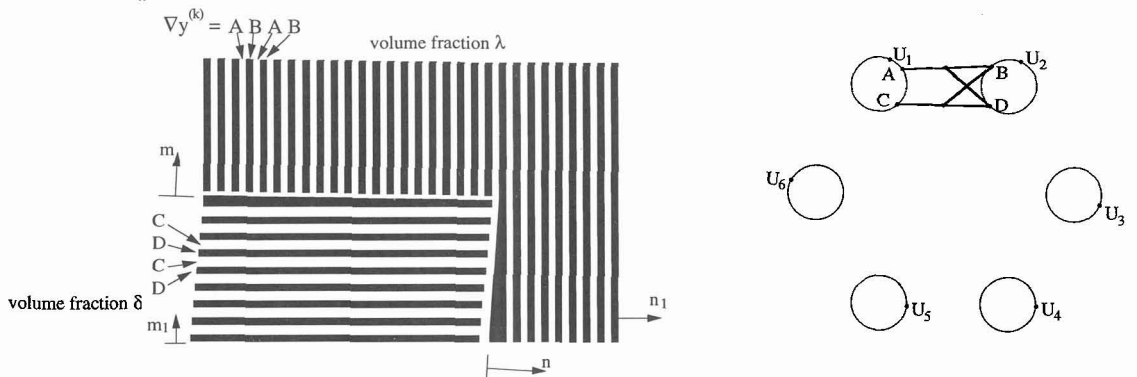 ∇y^(k) = A B A B
volume fraction λ
m
C
D
C
D
volume fraction δ
m₁
n₁
n
U₁
U₂
A
B
C
D
U₆
U₃
U₅
U₄